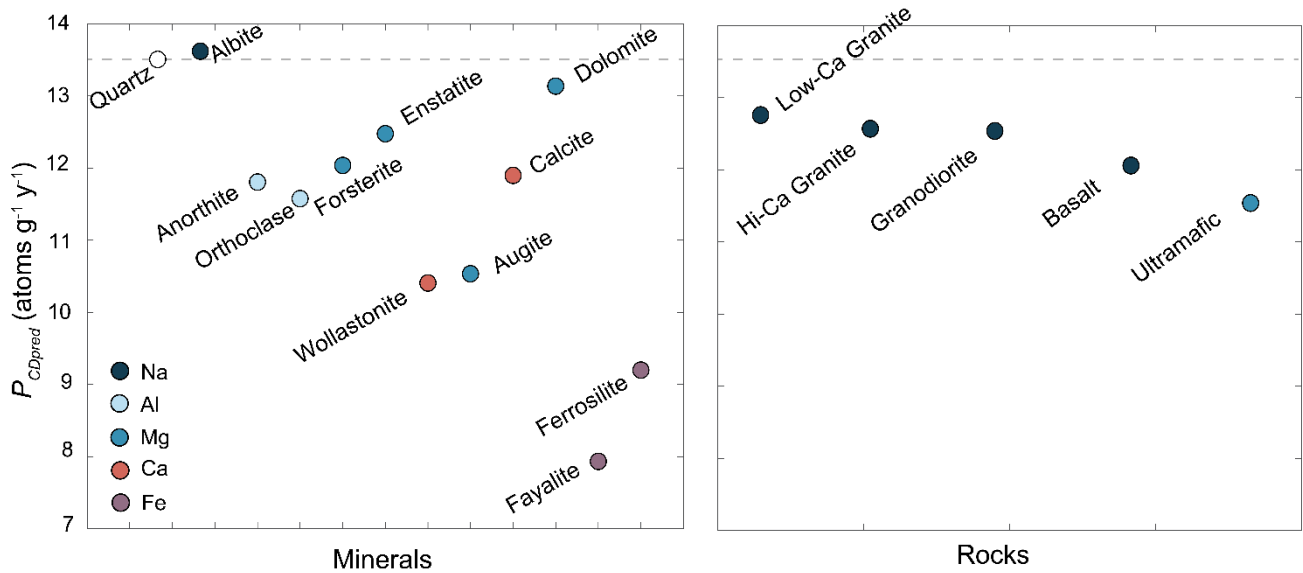 14
13
12
11
10
9
8
7
P_CDpred (atoms g⁻¹ y⁻¹)
Quartz
Albite
Anorthite
Orthoclase
Forsterite
Enstatite
Dolomite
Calcite
Wollastonite
Augite
Ferrosilite
Fayalite
Na
Al
Mg
Ca
Fe
Minerals
Low-Ca Granite
Hi-Ca Granite
Granodiorite
Basalt
Ultramafic
Rocks